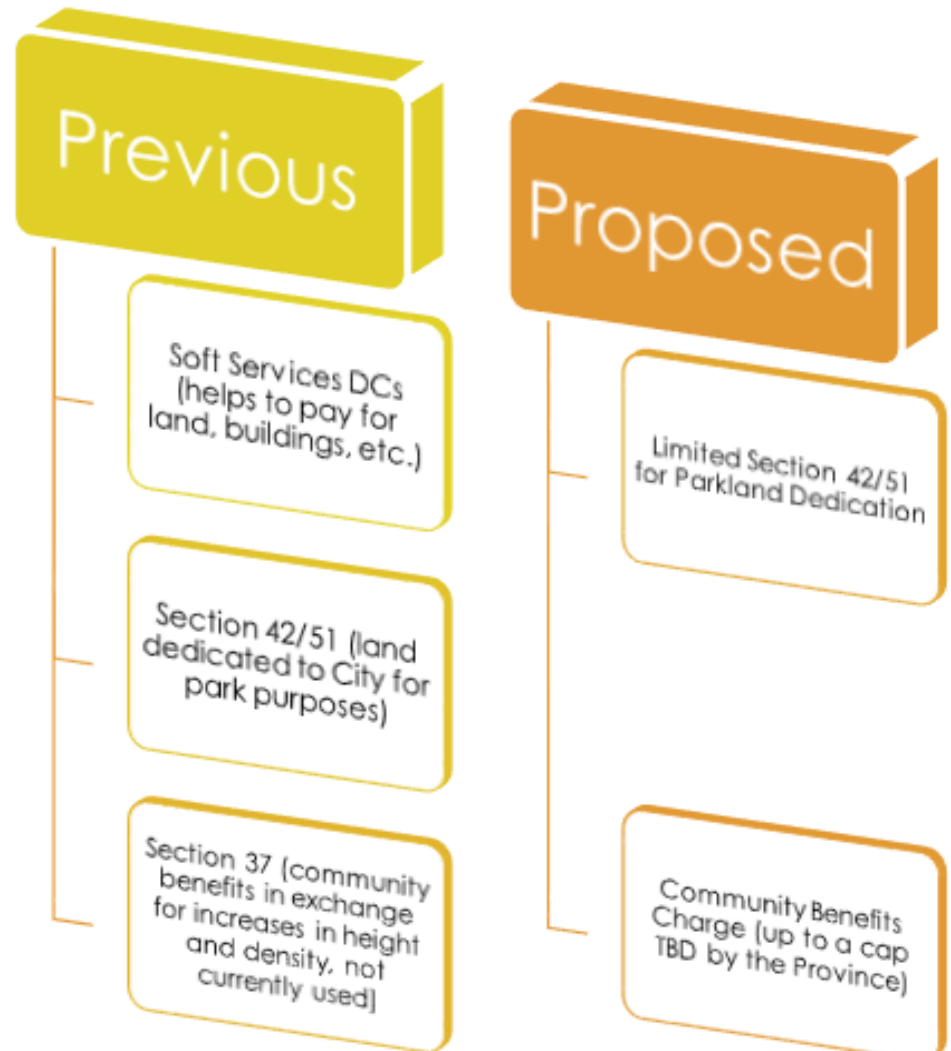 Previous
Soft Services DCs
(helps to pay for
land, buildings, etc.)
Section 42/51 (land
dedicated to City for
park purposes)
Section 37 (community
benefits in exchange
for increases in height
and density, not
currently used]
Proposed
Limited Section 42/51
for Parkland Dedication
Community Benefits
Charge (up to a cap
TBD by the Province)